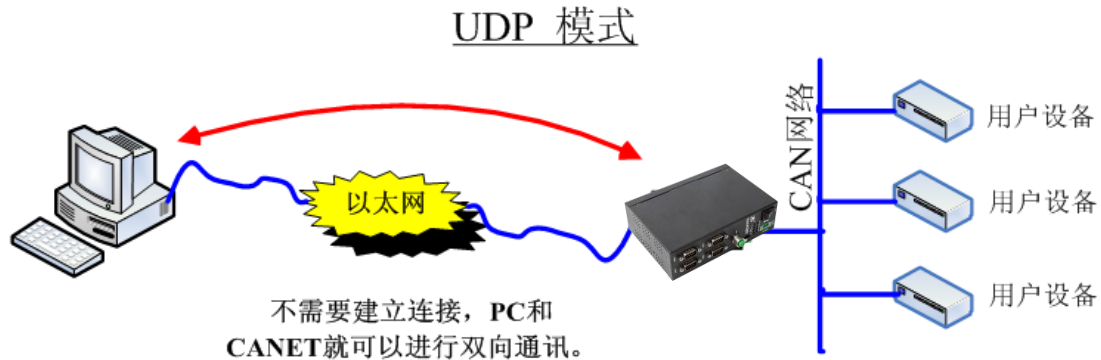 UDP 模式
CAN网络
用户设备
以太网
用户设备
用户设备
不需要建立连接，PC和
CANET就可以进行双向通讯。